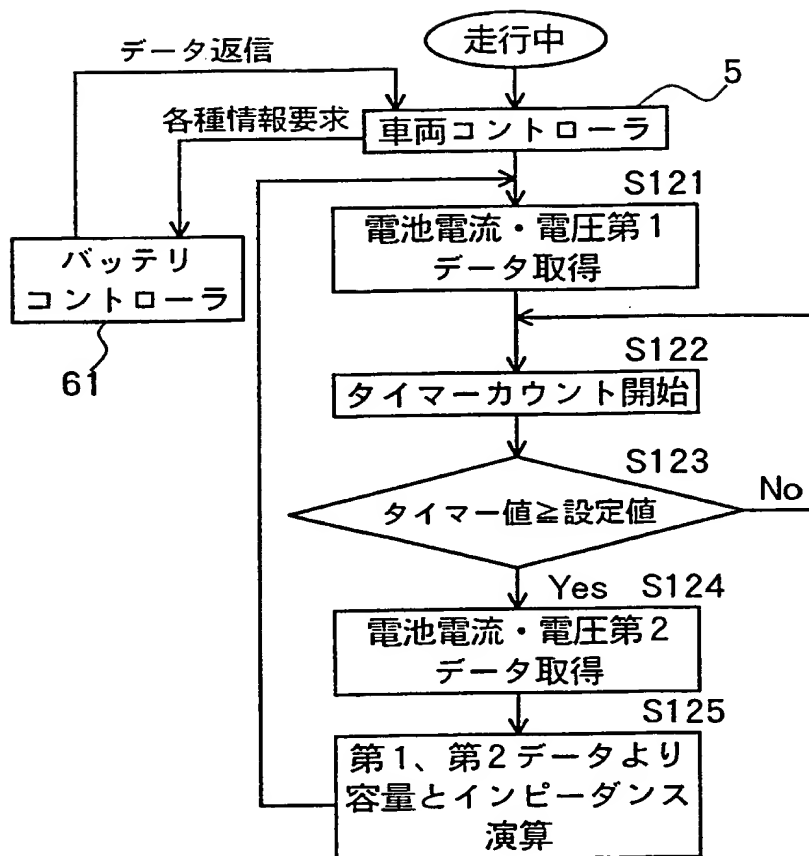 走行中
データ返信
5
各種情報要求
車両コントローラ
S121
電池電流・電圧第1
データ取得
バッテリ
コントローラ
61
S122
タイマーカウント開始
S123
タイマー値≧設定値
No
Yes
S124
電池電流・電圧第2
データ取得
S125
第1、第2データより
容量とインピーダンス
演算